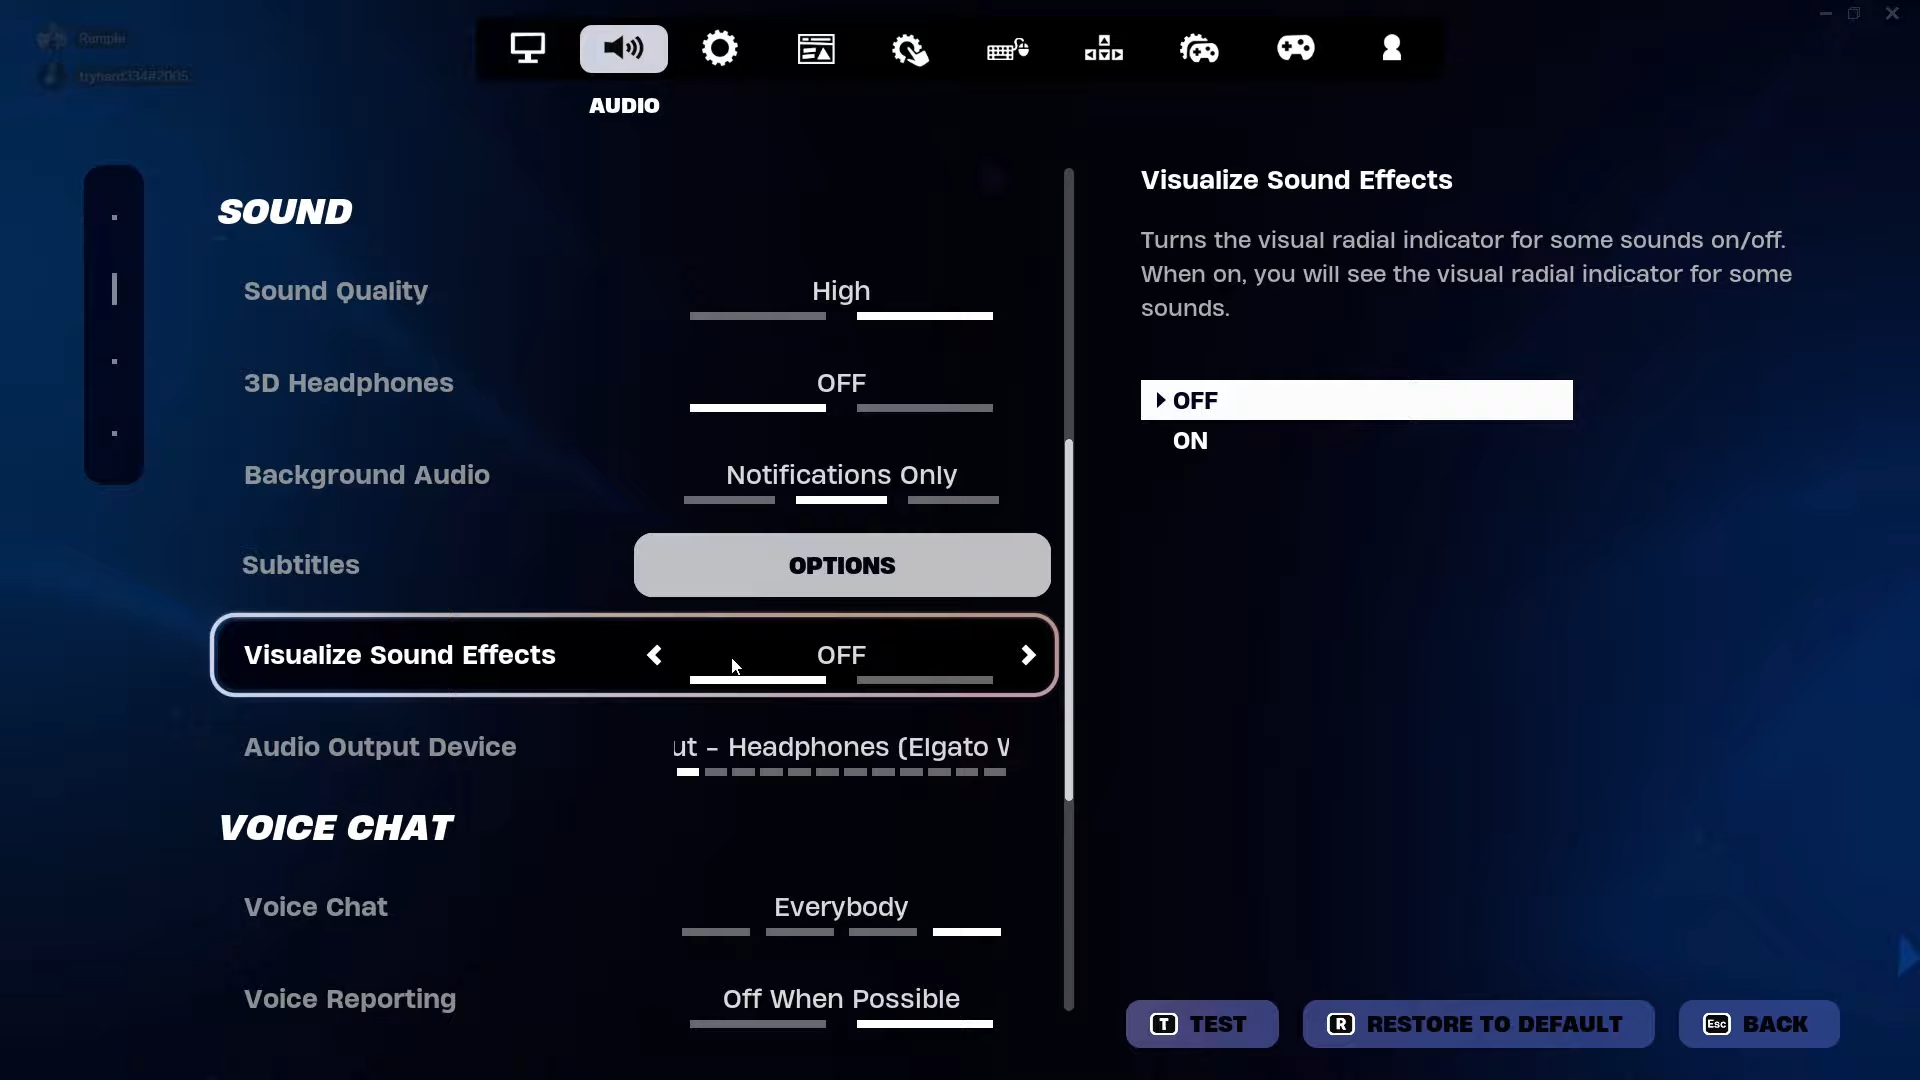 Rample
tryhard334#2005
AUDIO
SOUND
Sound Quality
High
3D Headphones
OFF
Background Audio
Notifications Only
Subtitles
OPTIONS
Visualize Sound Effects
OFF
Audio Output Device
ut - Headphones (Elgato W
VOICE CHAT
Voice Chat
Everybody
Voice Reporting
Off When Possible
Visualize Sound Effects
Turns the visual radial indicator for some sounds on/off.
When on, you will see the visual radial indicator for some
sounds.
OFF
ON
T TEST
R RESTORE TO DEFAULT
Esc BACK